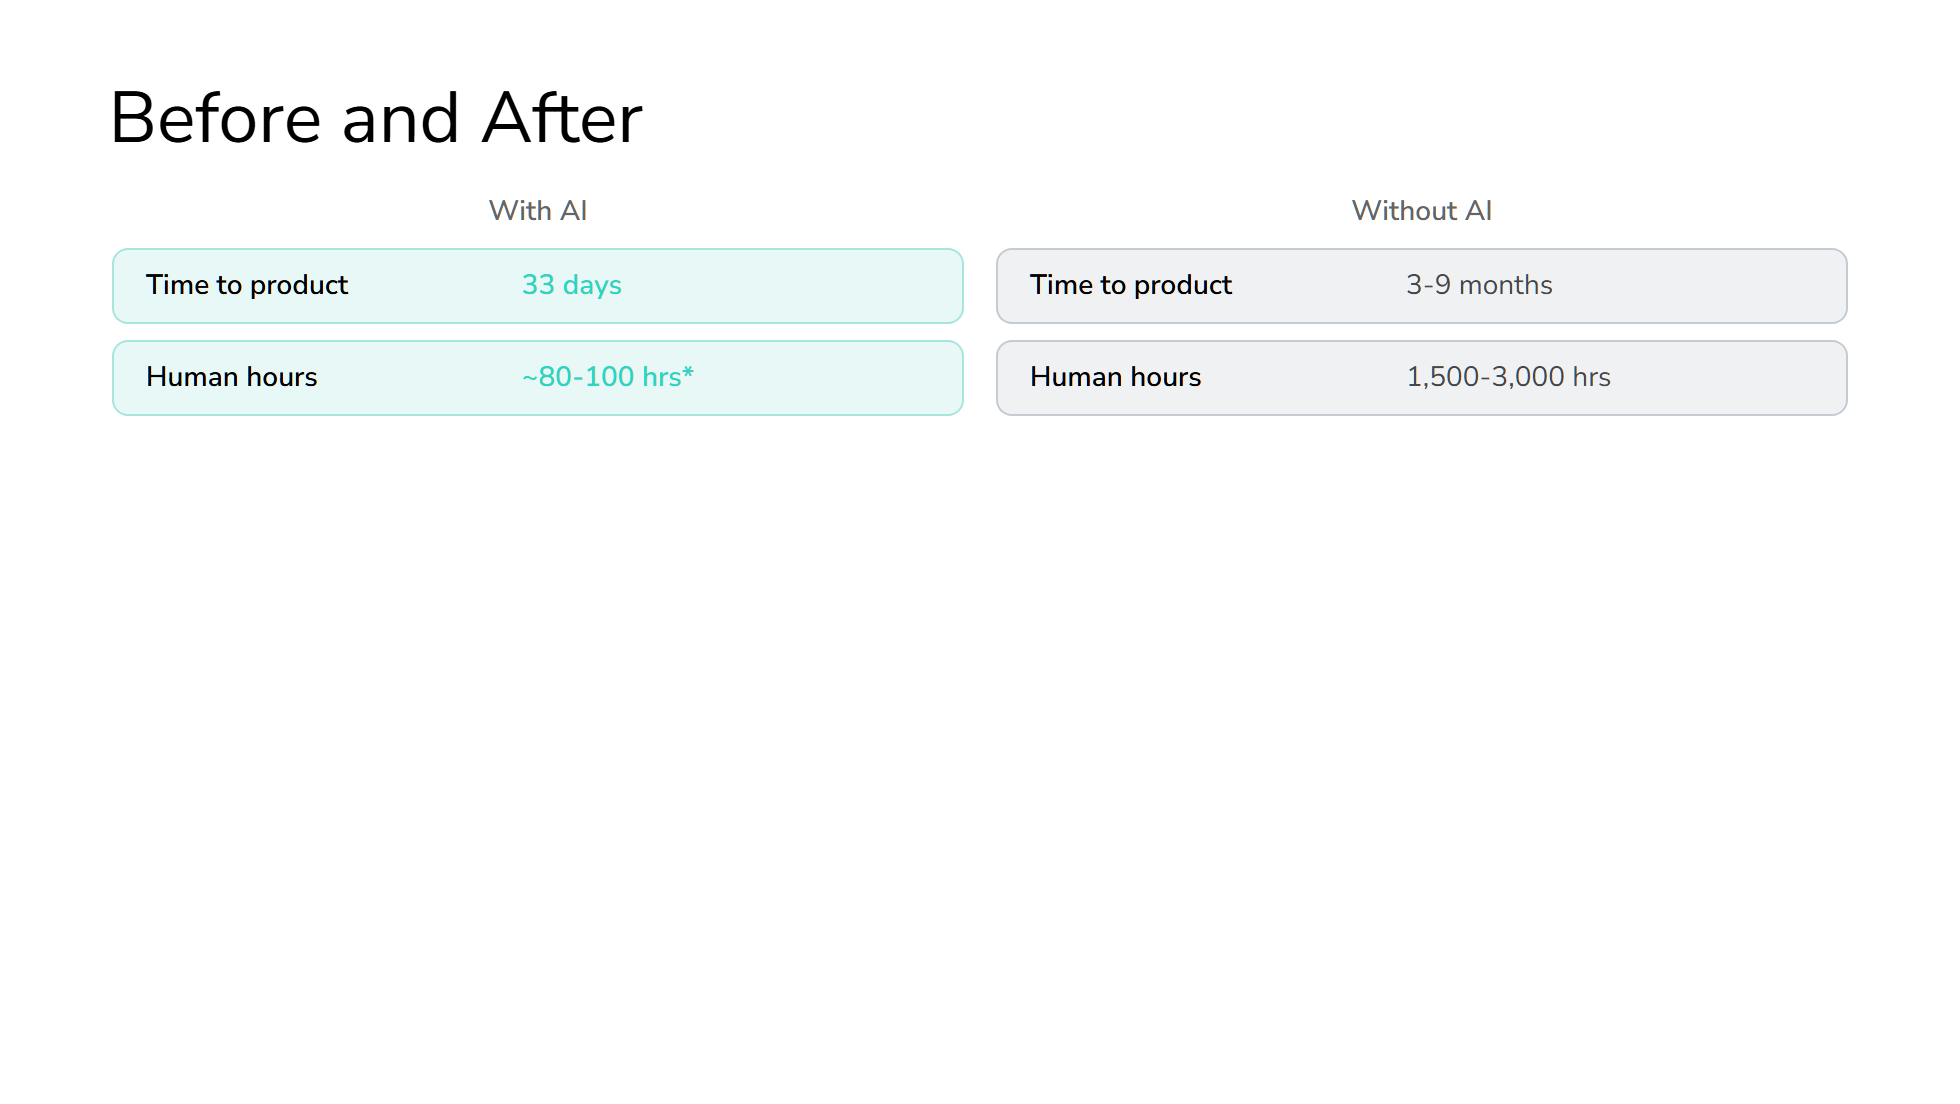 Before and After
With AI
Time to product 33 days
Human hours ~80-100 hrs*
Without AI
Time to product 3-9 months
Human hours 1,500-3,000 hrs